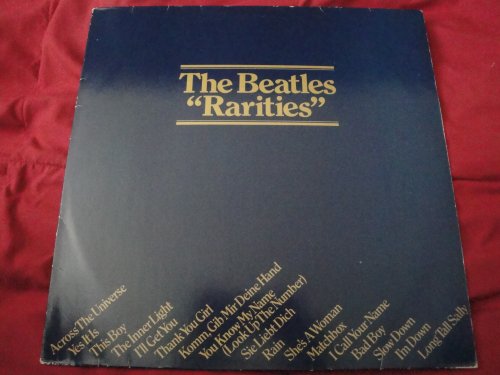 The Beatles
“Rarities”
Across The Universe
Yes It Is
This Boy
The Inner Light
I'll Get You
Thank You Girl
Komm, Gib Mir Deine Hand
You Know My Name
(Look Up The Number)
Sie Liebt Dich
Rain
She's A Woman
Matchbox
I Call Your Name
Bad Boy
Slow Down
I'm Down
Long Tall Sally